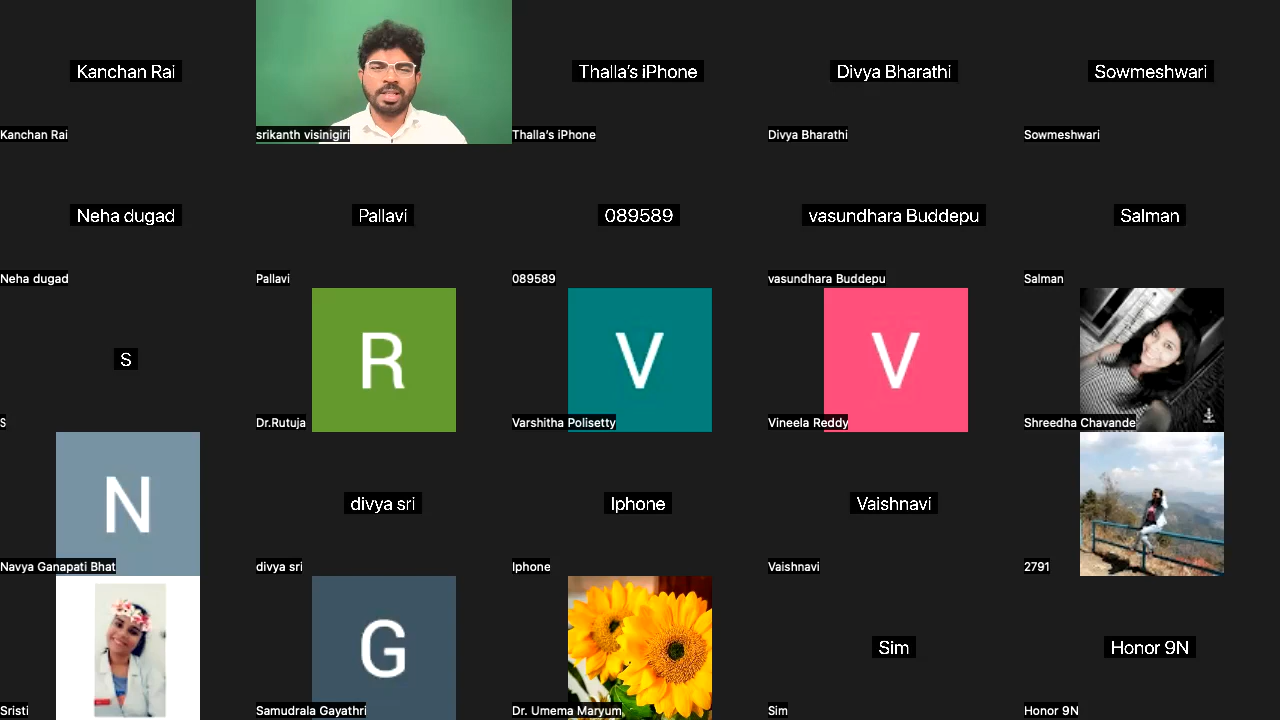 Kanchan Rai
Kanchan Rai
srikanth visinigiri
Thalla's iPhone
Thalla's iPhone
Divya Bharathi
Divya Bharathi
Sowmeshwari
Sowmeshwari
Neha dugad
Neha dugad
Pallavi
Pallavi
089589
089589
vasundhara Buddepu
vasundhara Buddepu
Salman
Salman
S
S
R
Dr.Rutuja
V
Varshitha Polisetty
V
Vineela Reddy
Shreedha Chavande
N
Navya Ganapati Bhat
divya sri
divya sri
Iphone
Iphone
Vaishnavi
Vaishnavi
2791
Sristi
G
Samudrala Gayathri
Dr. Umema Maryum
Sim
Sim
Honor 9N
Honor 9N